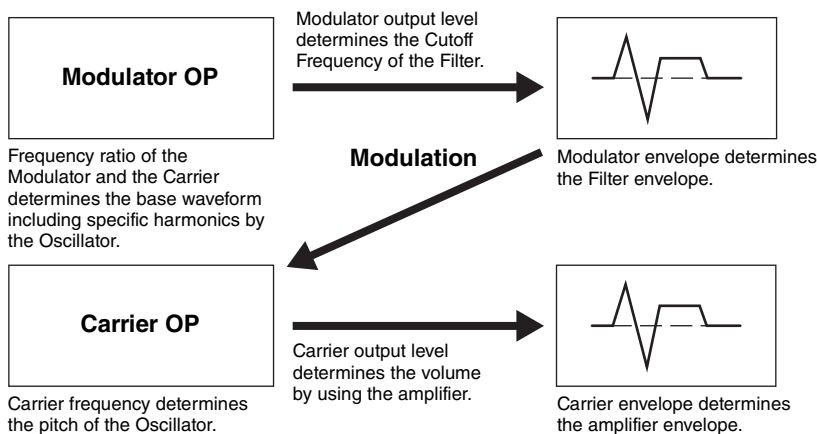 Modulator OP
Modulator output level
determines the Cutoff
Frequency of the Filter.
Frequency ratio of the
Modulator and the Carrier
determines the base waveform
including specific harmonics by
the Oscillator.
Modulation
Modulator envelope determines
the Filter envelope.
Carrier OP
Carrier output level
determines the volume
by using the amplifier.
Carrier frequency determines
the pitch of the Oscillator.
Carrier envelope determines
the amplifier envelope.